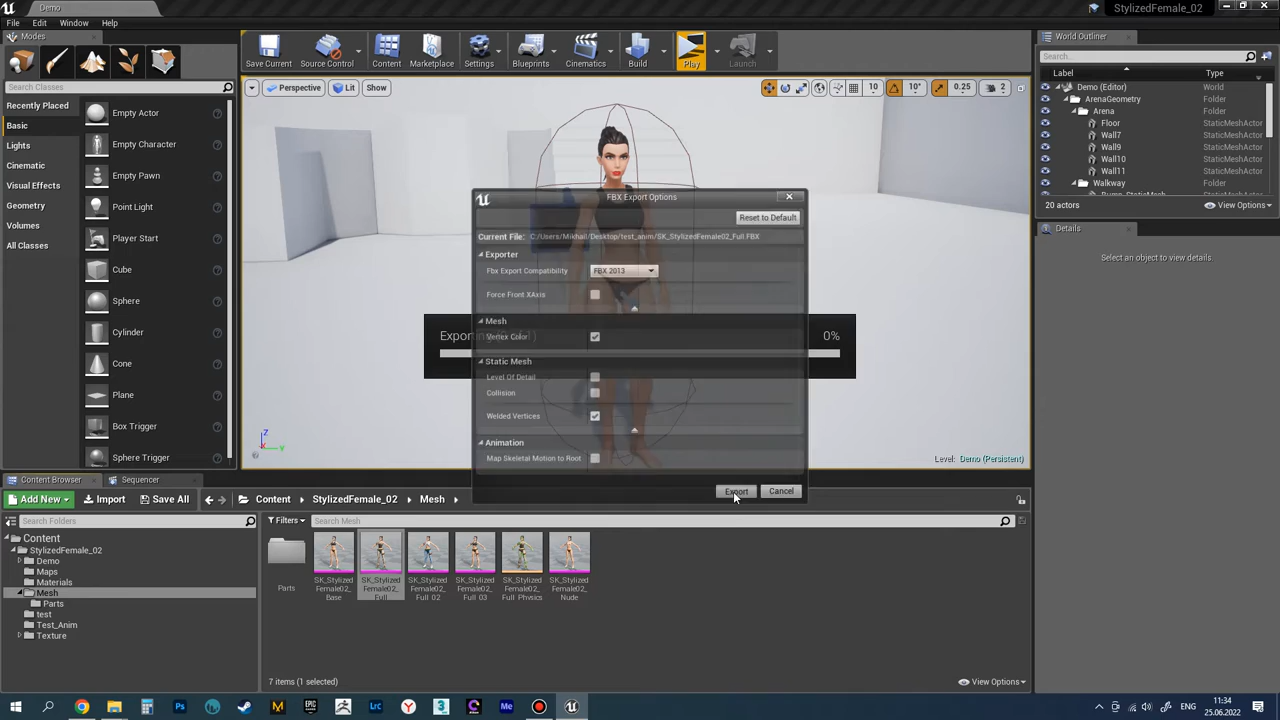 Demo
StylizedFemale_02
File Edit Window Help
Modes
Search Classes
Recently Placed
Basic
Lights
Cinematic
Visual Effects
Geometry
Volumes
All Classes
Empty Actor
Empty Character
Empty Pawn
Point Light
Player Start
Cube
Sphere
Cylinder
Cone
Plane
Box Trigger
Sphere Trigger
Save Current Source Control Content Marketplace Settings Blueprints Cinematics Build Play Launch
Perspective Lit Show
10 10° 0.25 2
FBX Export Options
Reset to Default
Current File: C:/Users/Mikhail/Desktop/test_anim/SK_StylizedFemale02_Full.FBX
Exporter
Fbx Export Compatibility FBX 2013
Force Front XAxis
Mesh
Vertex Color
Static Mesh
Level Of Detail
Collision
Welded Vertices
Animation
Map Skeletal Motion to Root
Export Cancel
0%
Z
X
Y
Level: Demo (Persistent)
World Outliner
Search...
Label Type
Demo (Editor) World
ArenaGeometry Folder
Arena Folder
Floor StaticMeshActor
Wall7 StaticMeshActor
Wall9 StaticMeshActor
Wall10 StaticMeshActor
Wall11 StaticMeshActor
Walkway Folder
20 actors View Options
Details
Select an object to view details.
Content Browser Sequencer
Add New Import Save All Content StylizedFemale_02 Mesh
Search Folders
Content
StylizedFemale_02
Demo
Maps
Materials
Mesh
Parts
test
Test_Anim
Texture
Filters Search Mesh
Parts
SK_Stylized
Female02_
Base
SK_Stylized
Female02_
Full
SK_Stylized
Female02_
Full_02
SK_Stylized
Female02_
Full_03
SK_Stylized
Female02_
Full_Physics
SK_Stylized
Female02_
Nude
7 items (1 selected) View Options
ENG
11:34
25.06.2022